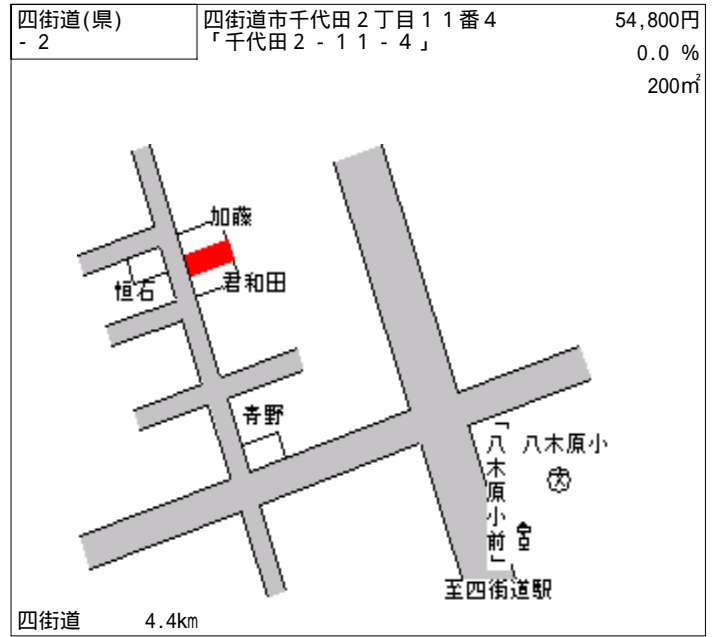 四街道(県)
- 2
四街道市千代田２丁目１１番４
「千代田２ - １１ - ４」
54,800円
0.0 %
200㎡
加藤
恒石
君和田
青野
「八木原小前」
八木原小
至四街道駅
四街道 4.4km